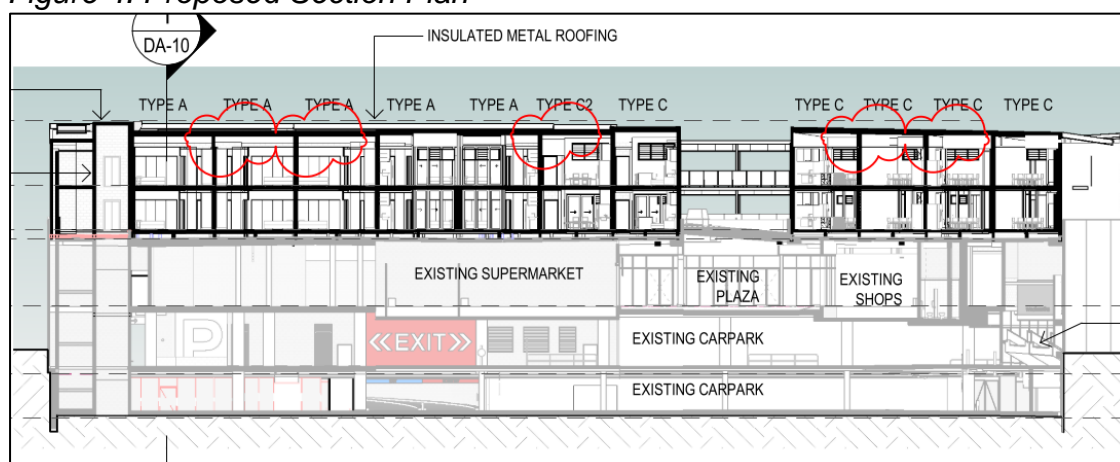 Figure 4: Proposed Section Plan
1
DA-10
INSULATED METAL ROOFING
TYPE A TYPE A TYPE A TYPE A TYPE A TYPE C2 TYPE C TYPE C TYPE C TYPE C TYPE C
EXISTING SUPERMARKET
EXISTING
PLAZA
EXISTING
SHOPS
P
<<EXIT>>
EXISTING CARPARK
EXISTING CARPARK